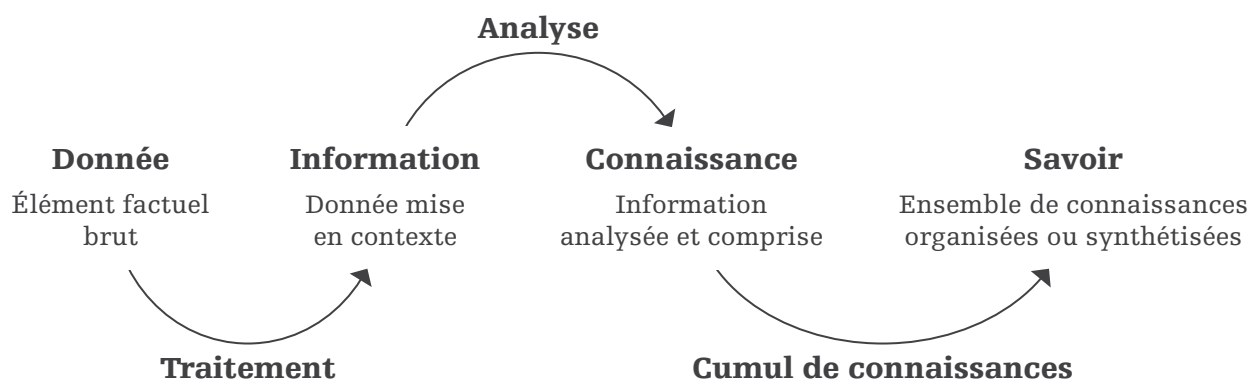 Analyse
Donnée
Élément factuel
brut
Information
Donnée mise
en contexte
Connaissance
Information
analysée et comprise
Savoir
Ensemble de connaissances
organisées ou synthétisées
Traitement
Cumul de connaissances